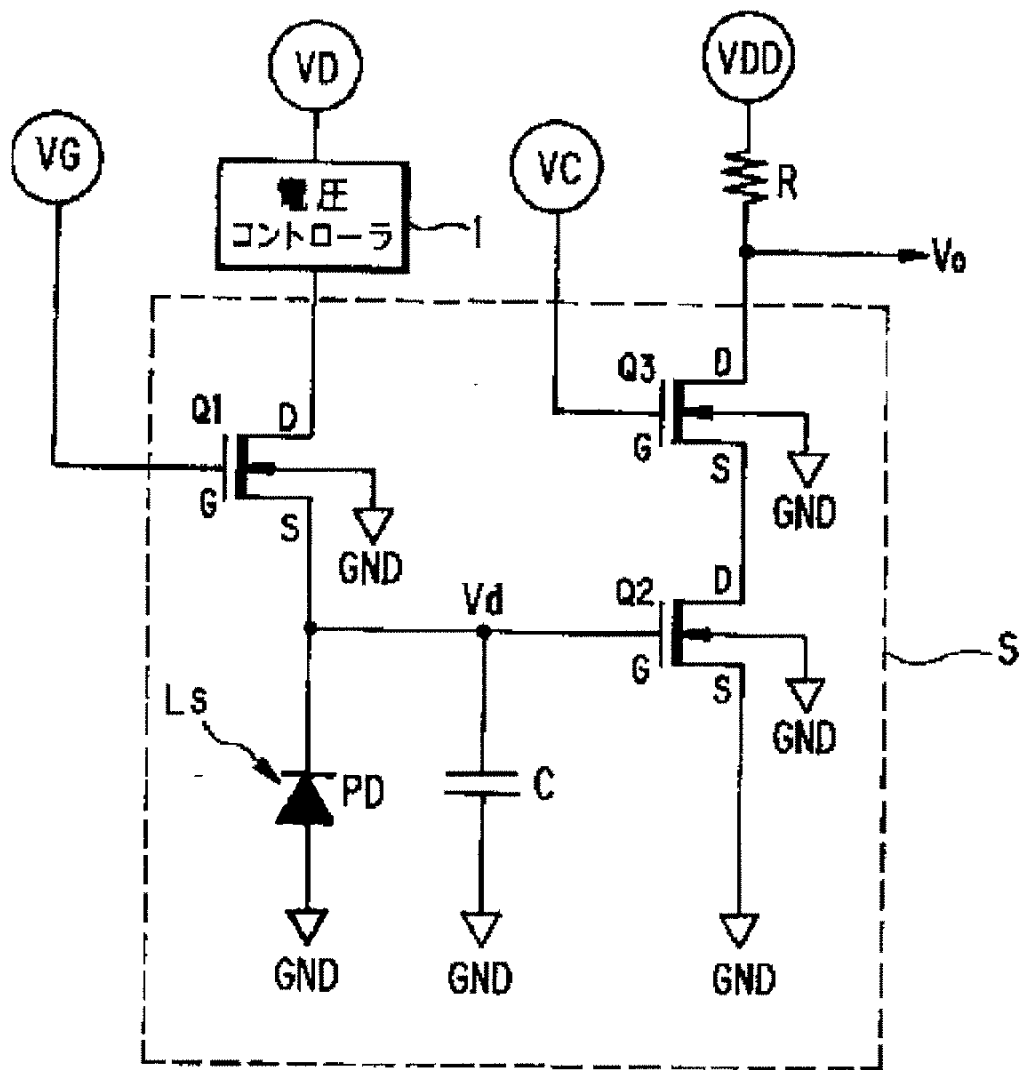 VD
VDD
VG
VC
電圧
コントローラ
1
R
Vo
Q1
D
G
S
GND
Q3
D
G
S
GND
Vd
Q2
D
G
S
GND
S
Ls
PD
C
GND
GND
GND